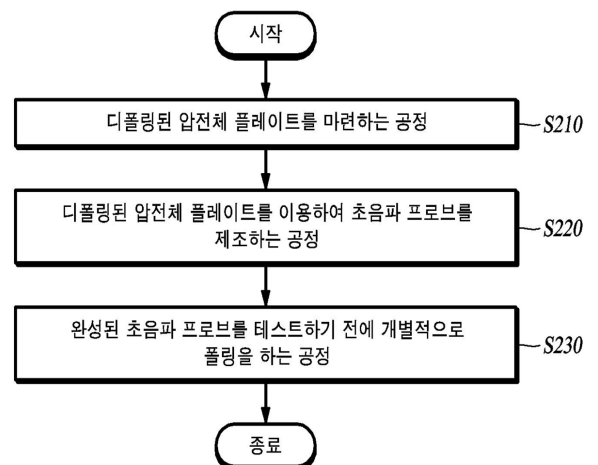 시작
디폴링된 압전체 플레이트를 마련하는 공정
S210
디폴링된 압전체 플레이트를 이용하여 초음파 프로브를
제조하는 공정
S220
완성된 초음파 프로브를 테스트하기 전에 개별적으로
폴링을 하는 공정
S230
종료